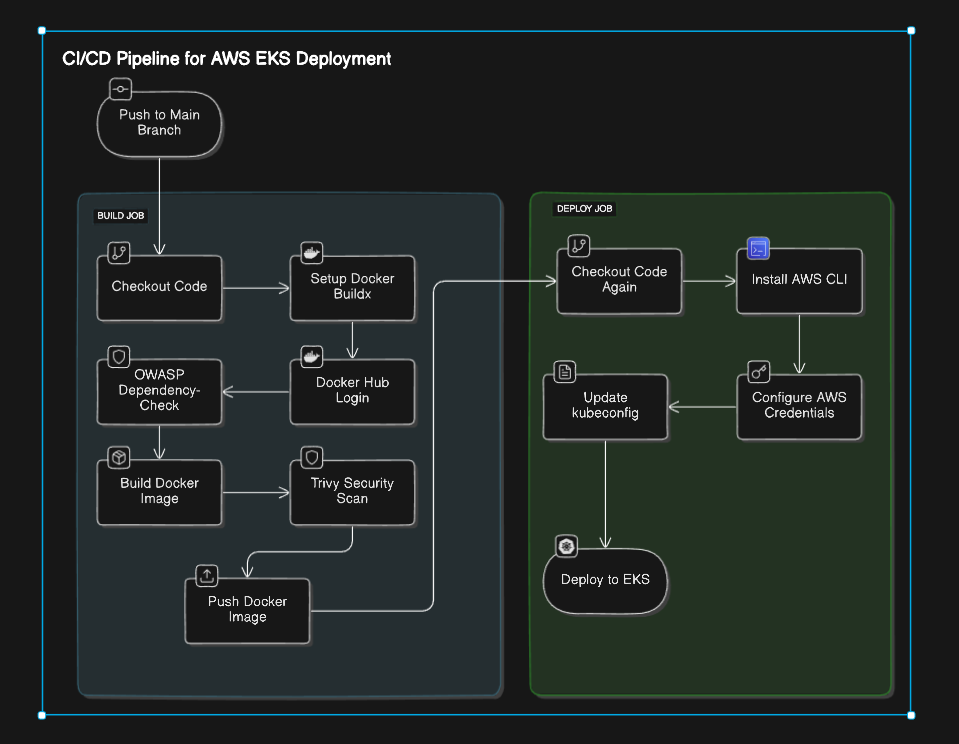 CI/CD Pipeline for AWS EKS Deployment
Push to Main
Branch
BUILD JOB
Checkout Code
Setup Docker
Buildx
Docker Hub
Login
OWASP
Dependency-
Check
Build Docker
Image
Trivy Security
Scan
Push Docker
Image
DEPLOY JOB
Checkout Code
Again
Install AWS CLI
Configure AWS
Credentials
Update
kubeconfig
Deploy to EKS